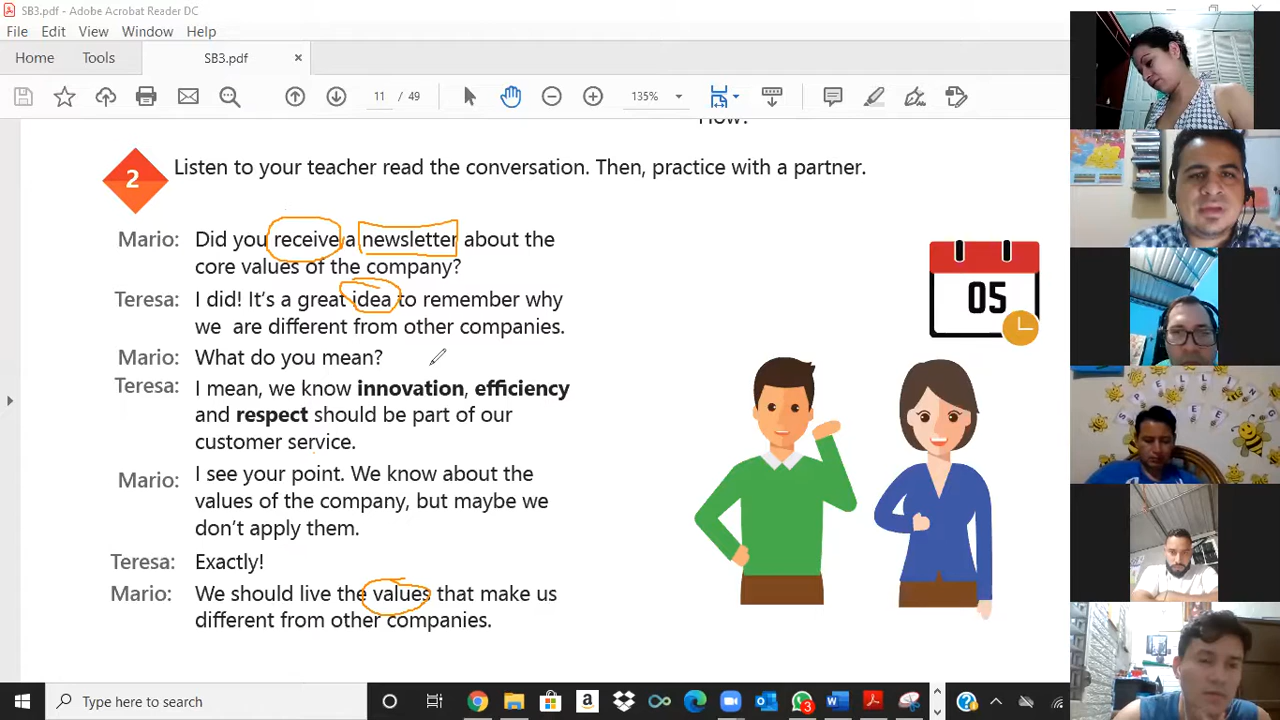 SB3.pdf - Adobe Acrobat Reader DC
File Edit View Window Help
Home Tools SB3.pdf ×
11 / 49 135%
How?
2 Listen to your teacher read the conversation. Then, practice with a partner.
Mario: Did you receive a newsletter about the
core values of the company?
Teresa: I did! It's a great idea to remember why
we are different from other companies.
Mario: What do you mean?
Teresa: I mean, we know innovation, efficiency
and respect should be part of our
customer service.
Mario: I see your point. We know about the
values of the company, but maybe we
don't apply them.
Teresa: Exactly!
Mario: We should live the values that make us
different from other companies.
05
SPELLING
Type here to search
3